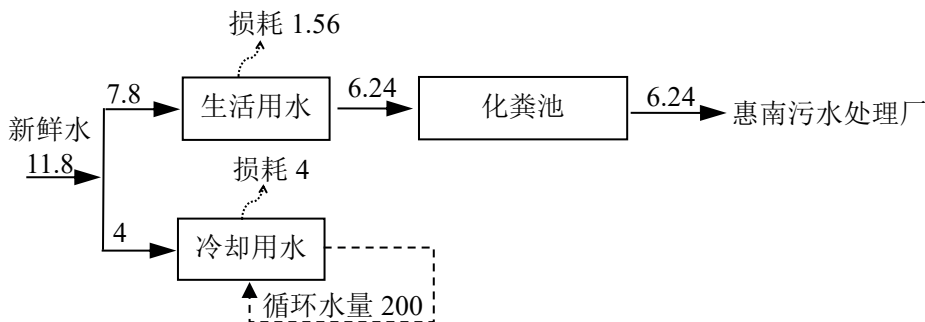 损耗 1.56
7.8
生活用水
6.24
化粪池
6.24
惠南污水处理厂
新鲜水
11.8
损耗 4
4
冷却用水
循环水量 200